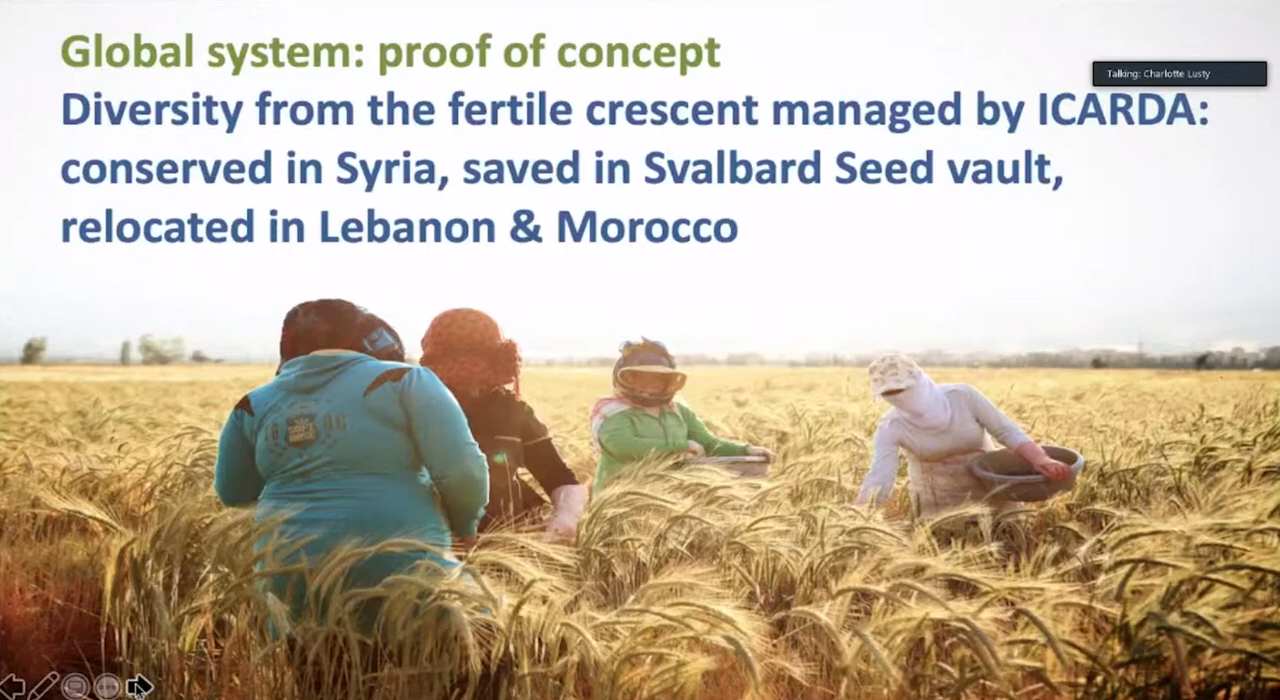 Global system: proof of concept
Talking: Charlotte Lusty
Diversity from the fertile crescent managed by ICARDA:
conserved in Syria, saved in Svalbard Seed vault,
relocated in Lebanon & Morocco